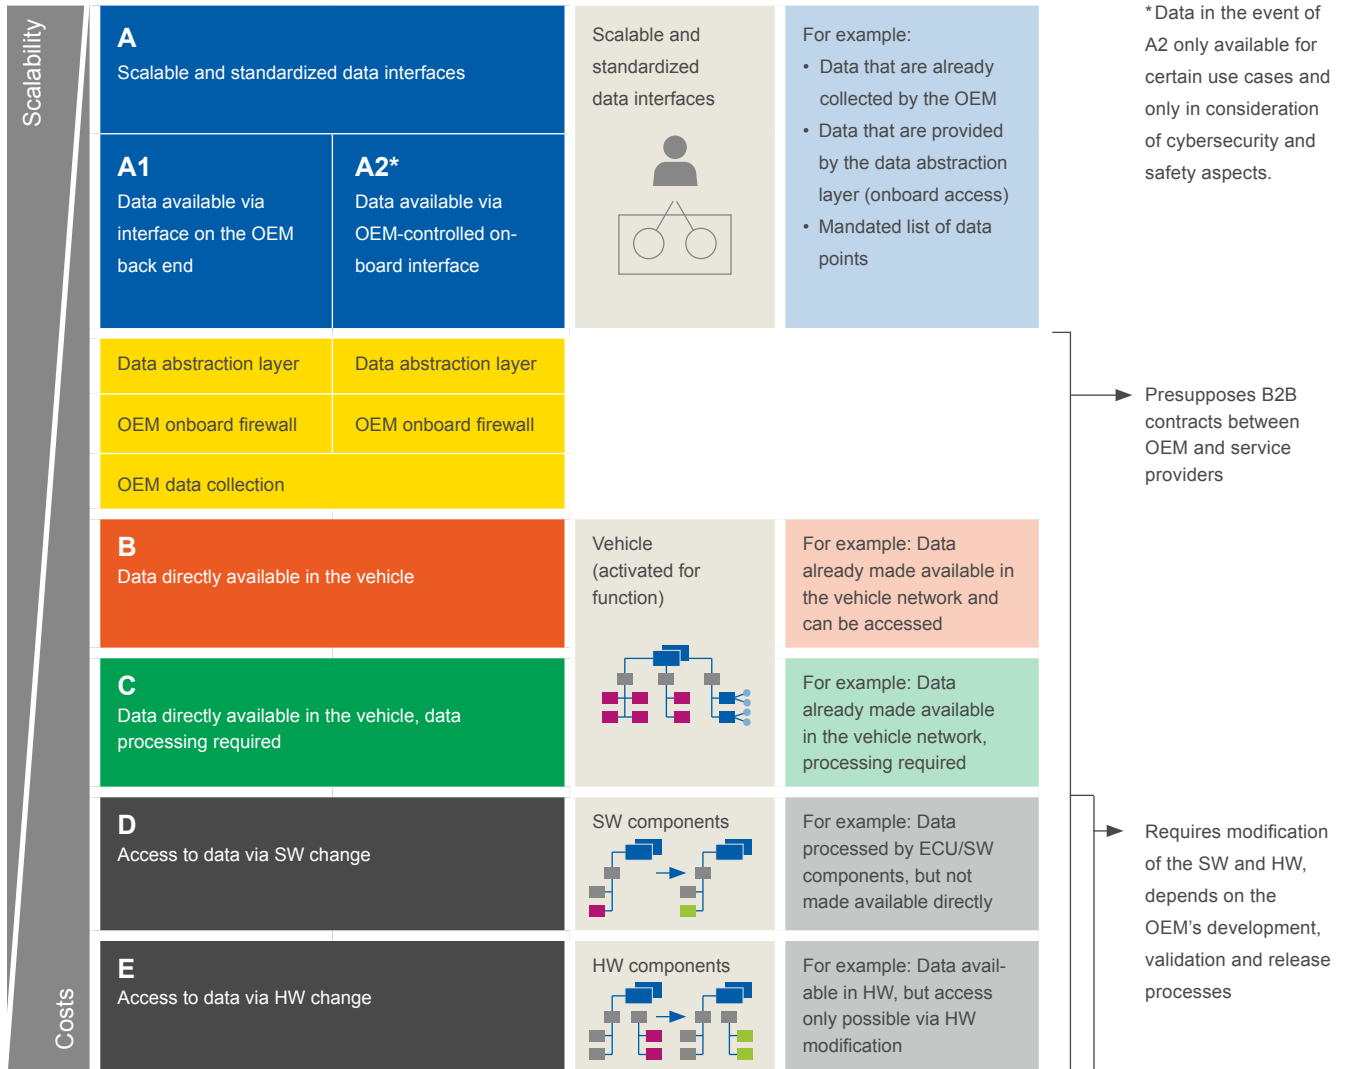 Scalability
Costs
A
Scalable and standardized data interfaces
A1
Data available via
interface on the OEM
back end
A2*
Data available via
OEM-controlled on-
board interface
Scalable and
standardized
data interfaces
For example:
• Data that are already
collected by the OEM
• Data that are provided
by the data abstraction
layer (onboard access)
• Mandated list of data
points
*Data in the event of
A2 only available for
certain use cases and
only in consideration
of cybersecurity and
safety aspects.
Data abstraction layer
Data abstraction layer
OEM onboard firewall
OEM onboard firewall
OEM data collection
Presupposes B2B
contracts between
OEM and service
providers
B
Data directly available in the vehicle
Vehicle
(activated for
function)
For example: Data
already made available in
the vehicle network and
can be accessed
C
Data directly available in the vehicle, data
processing required
For example: Data
already made available
in the vehicle network,
processing required
D
Access to data via SW change
SW components
For example: Data
processed by ECU/SW
components, but not
made available directly
Requires modification
of the SW and HW,
depends on the
OEM's development,
validation and release
processes
E
Access to data via HW change
HW components
For example: Data avail-
able in HW, but access
only possible via HW
modification